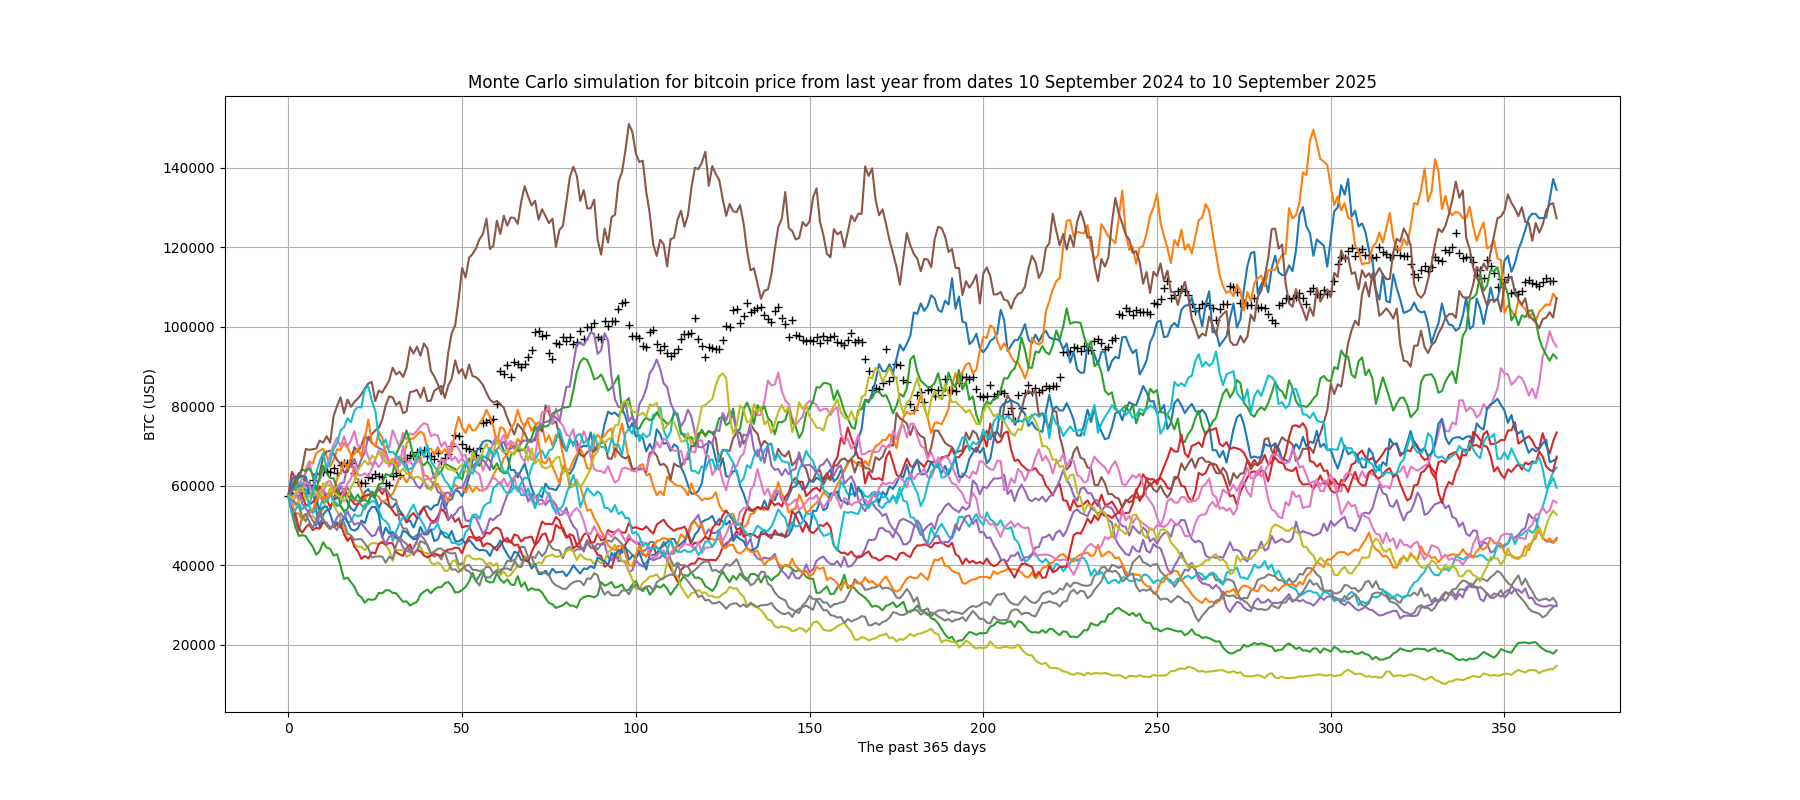 Monte Carlo simulation for bitcoin price from last year from dates 10 September 2024 to 10 September 2025
140000
120000
100000
80000
60000
40000
20000
BTC (USD)
0 50 100 150 200 250 300 350
The past 365 days